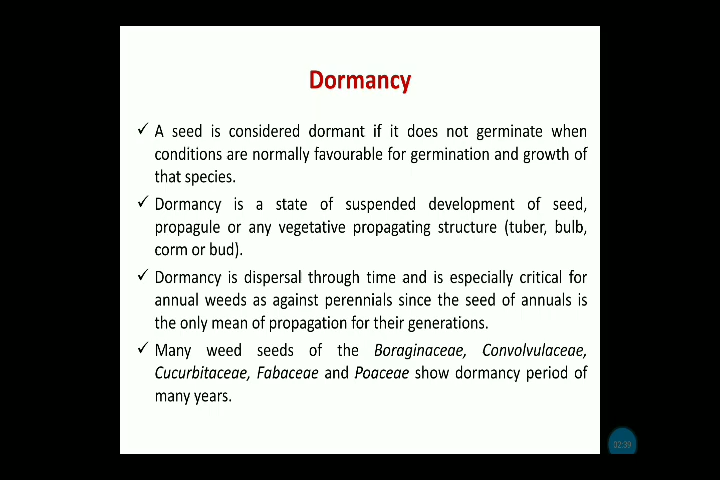 Dormancy
✓ A seed is considered dormant if it does not germinate when
conditions are normally favourable for germination and growth of
that species.
✓ Dormancy is a state of suspended development of seed,
propagule or any vegetative propagating structure (tuber, bulb,
corm or bud).
✓ Dormancy is dispersal through time and is especially critical for
annual weeds as against perennials since the seed of annuals is
the only mean of propagation for their generations.
✓ Many weed seeds of the Boraginaceae, Convolvulaceae,
Cucurbitaceae, Fabaceae and Poaceae show dormancy period of
many years.
02:39